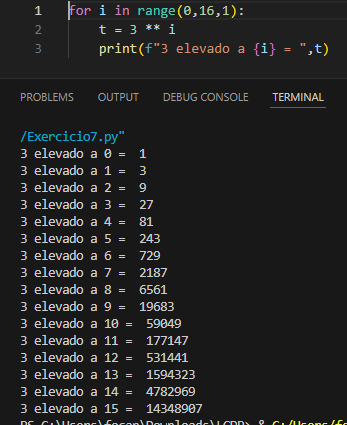 1 for i in range(0,16,1):
2 t = 3 ** i
3 print(f"3 elevado a {i} = ",t)
PROBLEMS OUTPUT DEBUG CONSOLE TERMINAL
/Exercicio7.py"
3 elevado a 0 =  1
3 elevado a 1 =  3
3 elevado a 2 =  9
3 elevado a 3 =  27
3 elevado a 4 =  81
3 elevado a 5 =  243
3 elevado a 6 =  729
3 elevado a 7 =  2187
3 elevado a 8 =  6561
3 elevado a 9 =  19683
3 elevado a 10 =  59049
3 elevado a 11 =  177147
3 elevado a 12 =  531441
3 elevado a 13 =  1594323
3 elevado a 14 =  4782969
3 elevado a 15 =  14348907